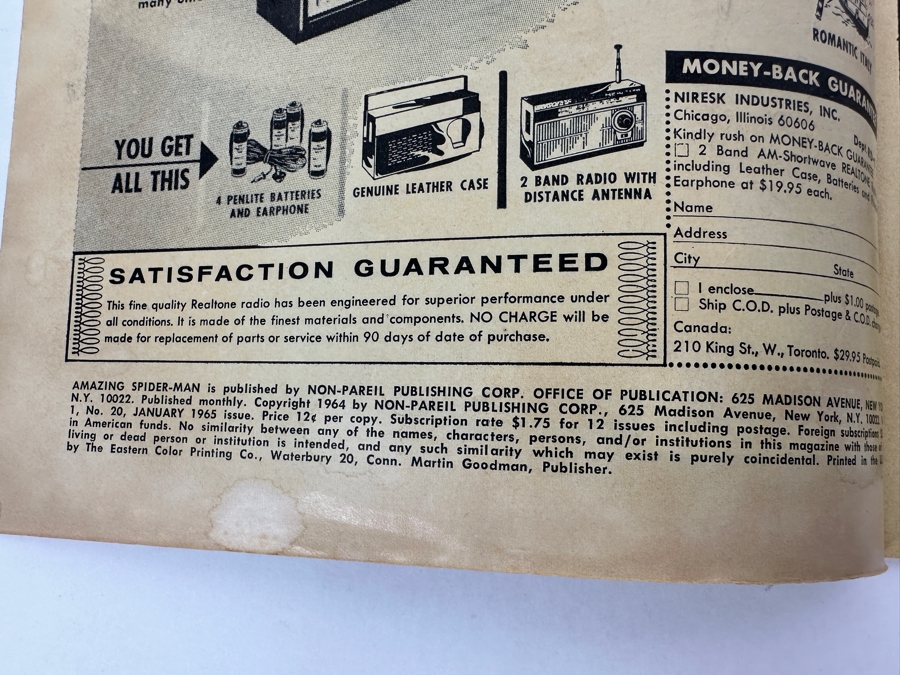 many
ROMANTIC
YOU GET
ALL THIS
4 PENLITE BATTERIES
AND EARPHONE
GENUINE LEATHER CASE
2 BAND RADIO WITH
DISTANCE ANTENNA
MONEY-BACK
NIRESK INDUSTRIES, INC.
Chicago, Illinois 60606
Kindly rush on MONEY-BACK
2 Band AM-Shortwave
including Leather Case, Batteries
Earphone at $19.95 each.
Name
Address
City State
I enclose plus $1.00
Ship C.O.D. plus Postage & C.O.D.
Canada:
210 King St., W., Toronto. $29.95
SATISFACTION GUARANTEED
This fine quality Realtone radio has been engineered for superior performance under
all conditions. It is made of the finest materials and components. NO CHARGE will be
made for replacement of parts or service within 90 days of date of purchase.
AMAZING SPIDER-MAN is published by NON-PAREIL PUBLISHING CORP. OFFICE OF PUBLICATION: 625 MADISON AVENUE, NEW
N.Y. 10022. Published monthly. Copyright 1964 by NON-PAREIL PUBLISHING CORP., 625 Madison Avenue, New York, N.Y. 10022.
1, No. 20, JANUARY 1965 issue. Price 12¢ per copy. Subscription rate $1.75 for 12 issues including postage. Foreign subscriptions
in American funds. No similarity between any of the names, characters, persons, and/or institutions in this magazine with those
living or dead person or institution is intended, and any such similarity which may exist is purely coincidental. Printed in the
by The Eastern Color Printing Co., Waterbury 20, Conn. Martin Goodman, Publisher.